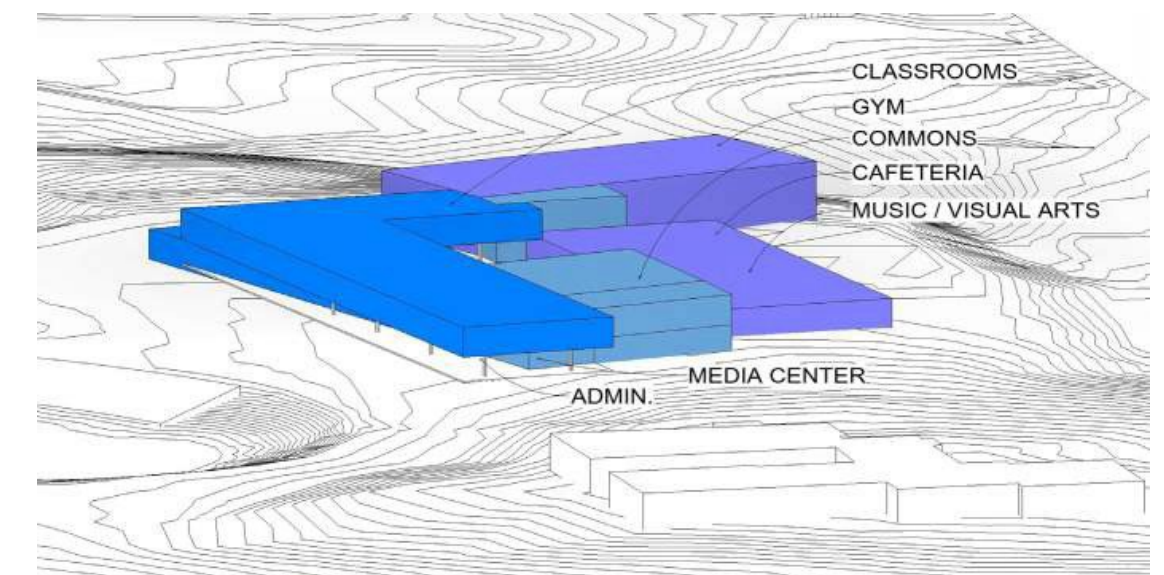 CLASSROOMS
GYM
COMMONS
CAFETERIA
MUSIC / VISUAL ARTS
MEDIA CENTER
ADMIN.